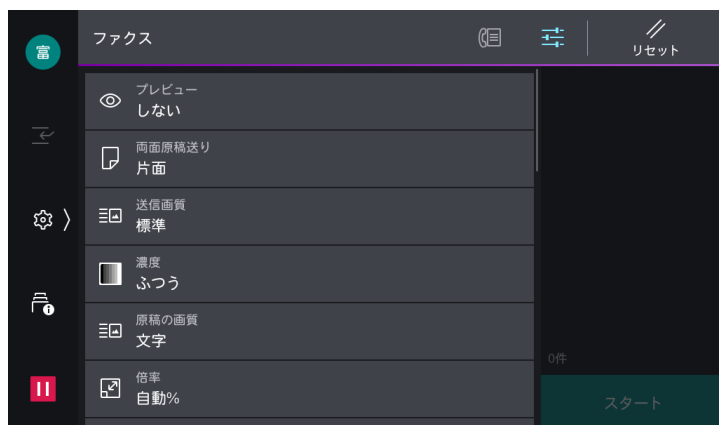 富
ファクス
リセット
プレビュー
しない
両面原稿送り
片面
送信画質
標準
濃度
ふつう
原稿の画質
文字
倍率
自動%
0件
スタート